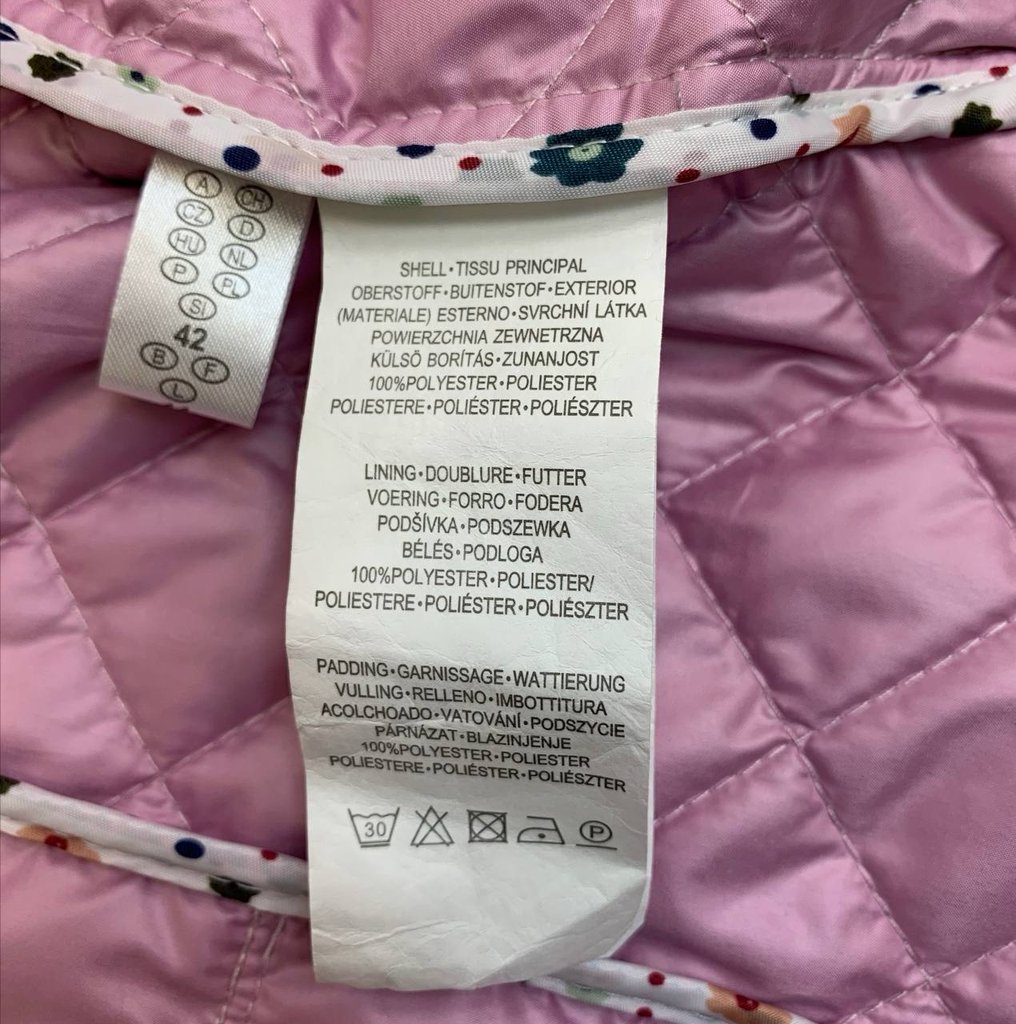 A CH
CZ D
HU NL
P PL
SI
42
B F
L
SHELL•TISSU PRINCIPAL
OBERSTOFF•BUITENSTOF•EXTERIOR
(MATERIALE) ESTERNO•SVRCHNÍ LÁTKA
POWIERZCHNIA ZEWNETRZNA
KÜLSŐ BORÍTÁS•ZUNANJOST
100%POLYESTER•POLIESTER
POLIESTERE•POLIÉSTER•POLIÉSZTER
LINING•DOUBLURE•FUTTER
VOERING•FORRO•FODERA
PODŠÍVKA•PODSZEWKA
BÉLÉS•PODLOGA
100%POLYESTER•POLIESTER/
POLIESTERE•POLIÉSTER•POLIÉSZTER
PADDING•GARNISSAGE•WATTIERUNG
VULLING•RELLENO•IMBOTTITURA
ACOLCHOADO•VATOVÁNÍ•PODSZYCIE
PÁRNÁZAT•BLAZINJENJE
100%POLYESTER•POLIESTER
POLIESTERE•POLIÉSTER•POLIÉSZTER
30 P